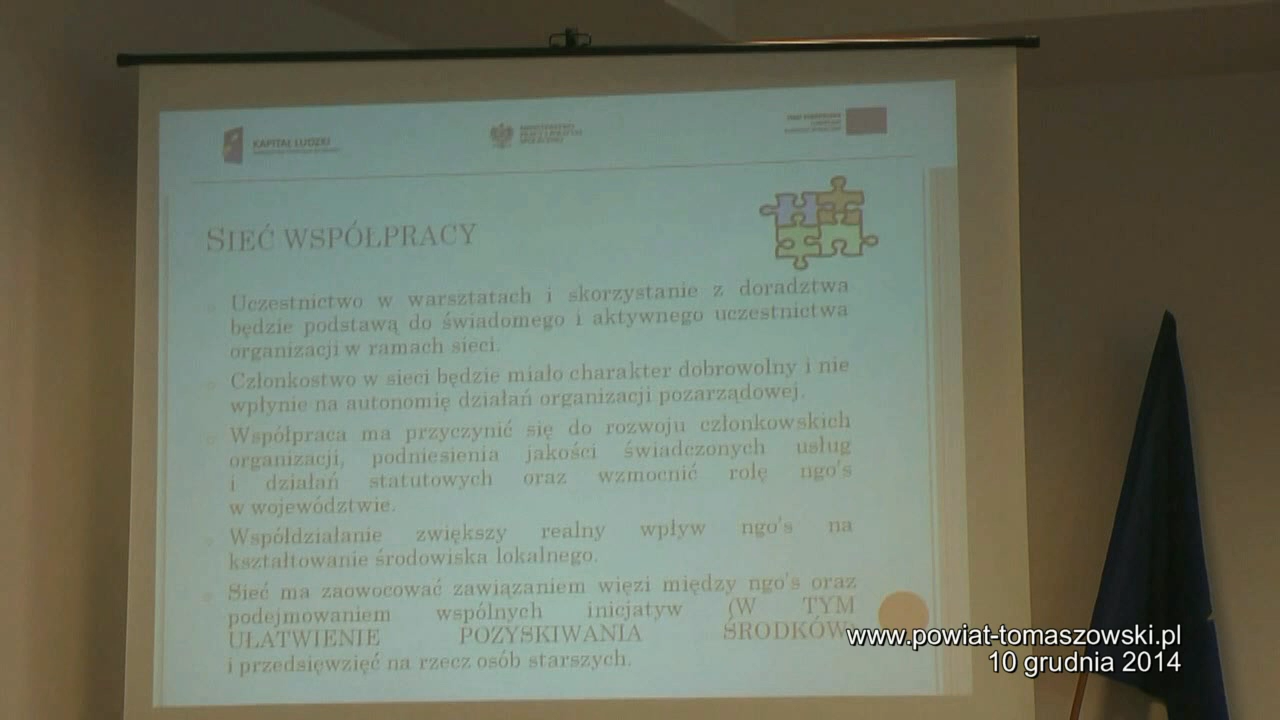 KAPITAŁ LUDZKI
SIEĆ WSPÓŁPRACY
Uczestnictwo w warsztatach i skorzystanie z doradztwa
będzie podstawą do świadomego i aktywnego uczestnictwa
organizacji w ramach sieci.
Członkostwo w sieci będzie miało charakter dobrowolny i nie
wpłynie na autonomię działań organizacji pozarządowej.
Współpraca ma przyczynić się do rozwoju członkowskich
organizacji, podniesienia jakości świadczonych usług
i działań statutowych oraz wzmocnić rolę ngo's
w województwie.
Współdziałanie zwiększy realny wpływ ngo's na
kształtowanie środowiska lokalnego.
Sieć ma zaowocować zawiązaniem więzi między ngo's oraz
podejmowaniem wspólnych inicjatyw (W TYM
UŁATWIENIE POZYSKIWANIA ŚRODKÓW)
i przedsięwzięć na rzecz osób starszych.
www.powiat-tomaszowski.pl
10 grudnia 2014